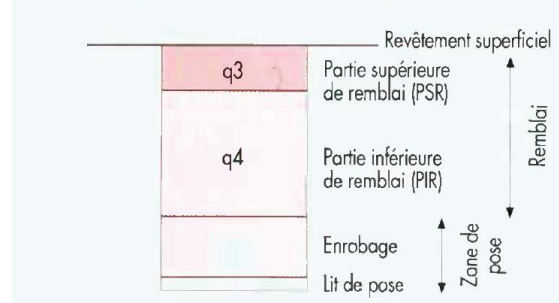 Revêtement superficiel
q3
Partie supérieure
de remblai (PSR)
q4
Partie inférieure
de remblai (PIR)
Remblai
Enrobage
Lit de pose
Zone de
pose